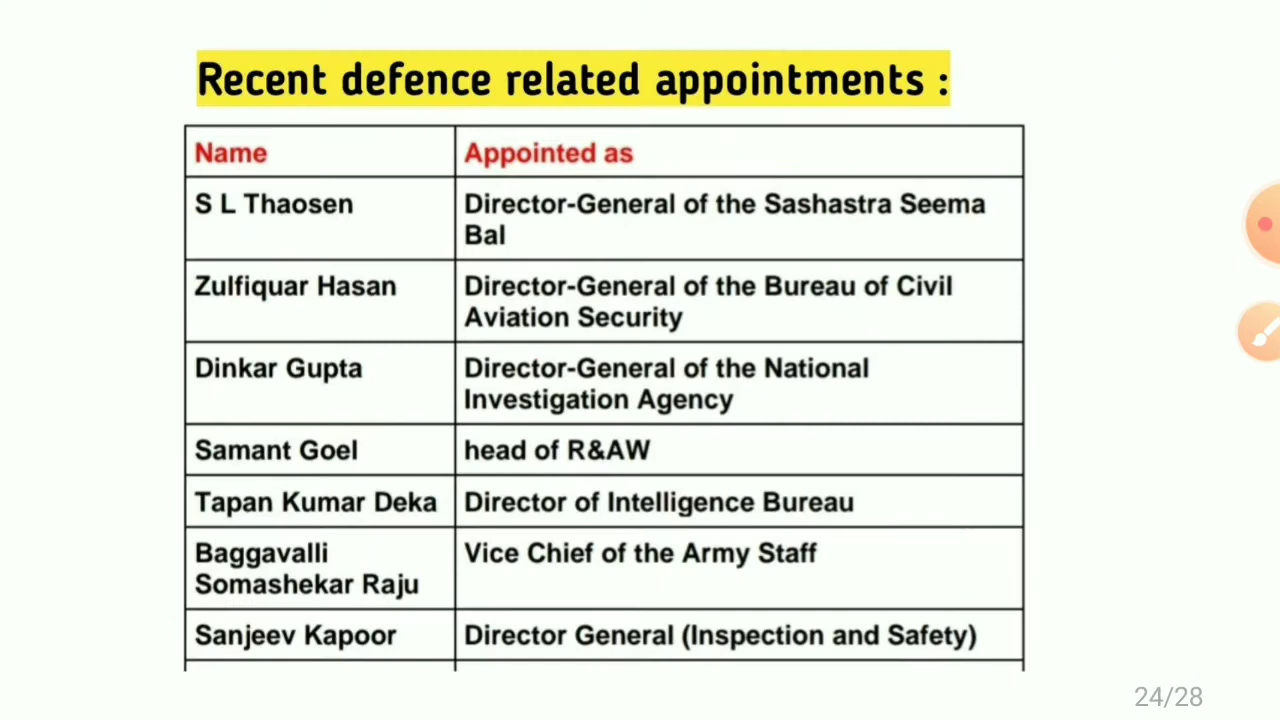 Recent defence related appointments :
Name Appointed as
S L Thaosen Director-General of the Sashastra Seema
Bal
Zulfiquar Hasan Director-General of the Bureau of Civil
Aviation Security
Dinkar Gupta Director-General of the National
Investigation Agency
Samant Goel head of R&AW
Tapan Kumar Deka Director of Intelligence Bureau
Baggavalli Vice Chief of the Army Staff
Somashekar Raju
Sanjeev Kapoor Director General (Inspection and Safety)
24/28